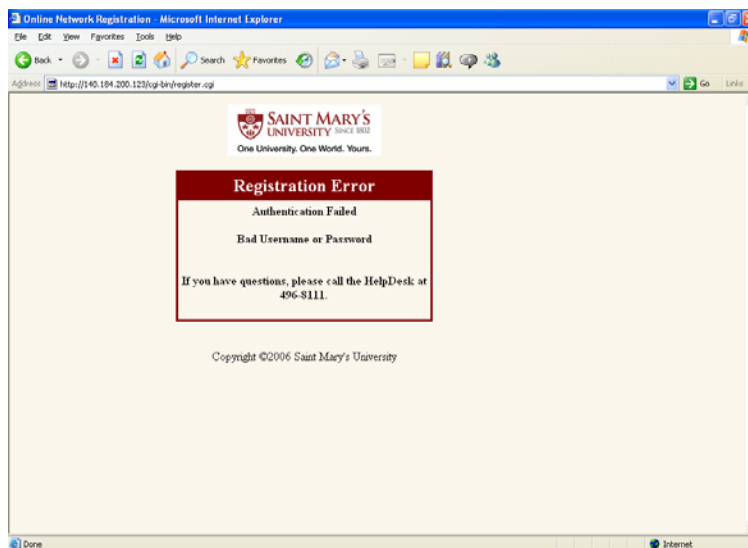 Online Network Registration - Microsoft Internet Explorer
File Edit View Favorites Tools Help
Back Search Favorites
Address http://140.184.200.123/cgi-bin/register.cgi Go Links
SAINT MARY'S
UNIVERSITY SINCE 1802
One University. One World. Yours.
Registration Error
Authentication Failed
Bad Username or Password
If you have questions, please call the HelpDesk at
496-8111.
Copyright ©2006 Saint Mary's University
Done Internet